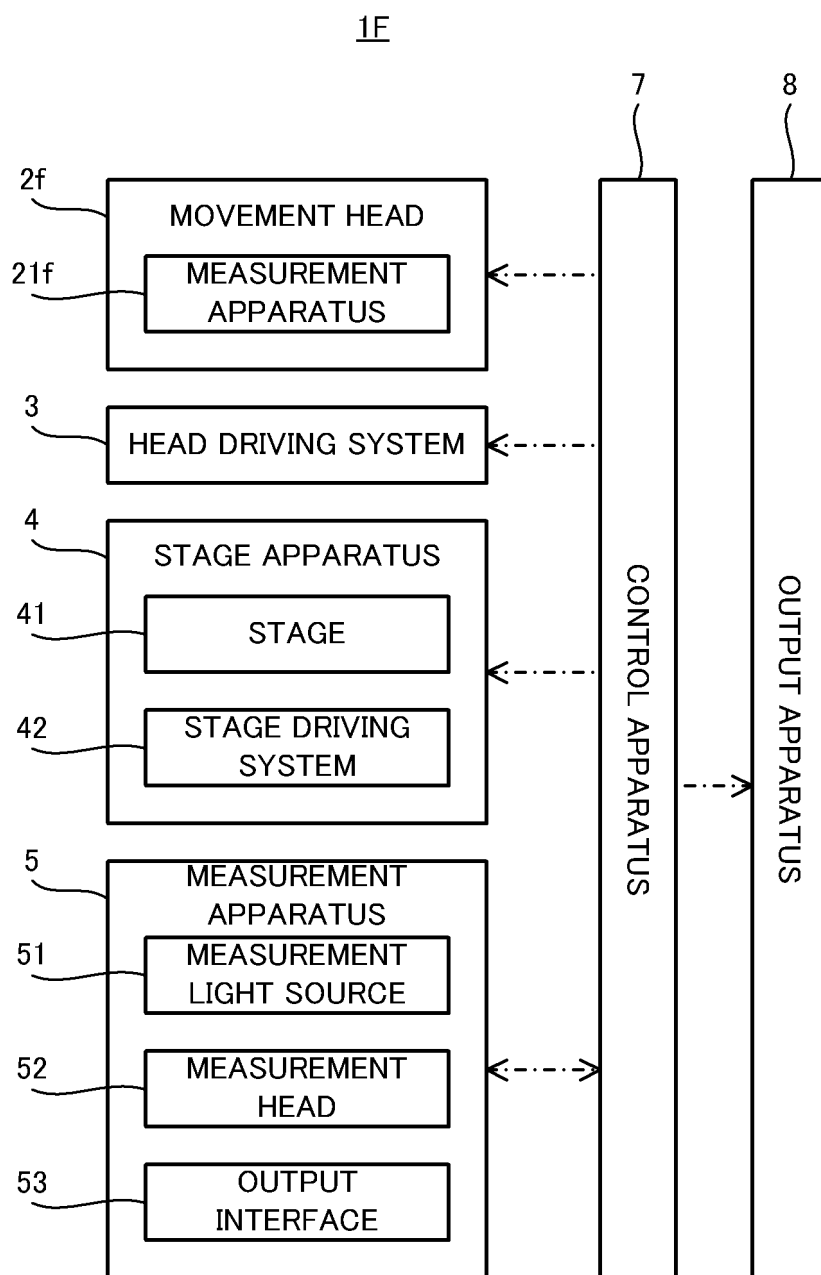 1F
7
8
2f
MOVEMENT HEAD
21f
MEASUREMENT
APPARATUS
3
HEAD DRIVING SYSTEM
4
STAGE APPARATUS
41
STAGE
42
STAGE DRIVING
SYSTEM
5
MEASUREMENT
APPARATUS
51
MEASUREMENT
LIGHT SOURCE
52
MEASUREMENT
HEAD
53
OUTPUT
INTERFACE
CONTROL APPARATUS
OUTPUT APPARATUS